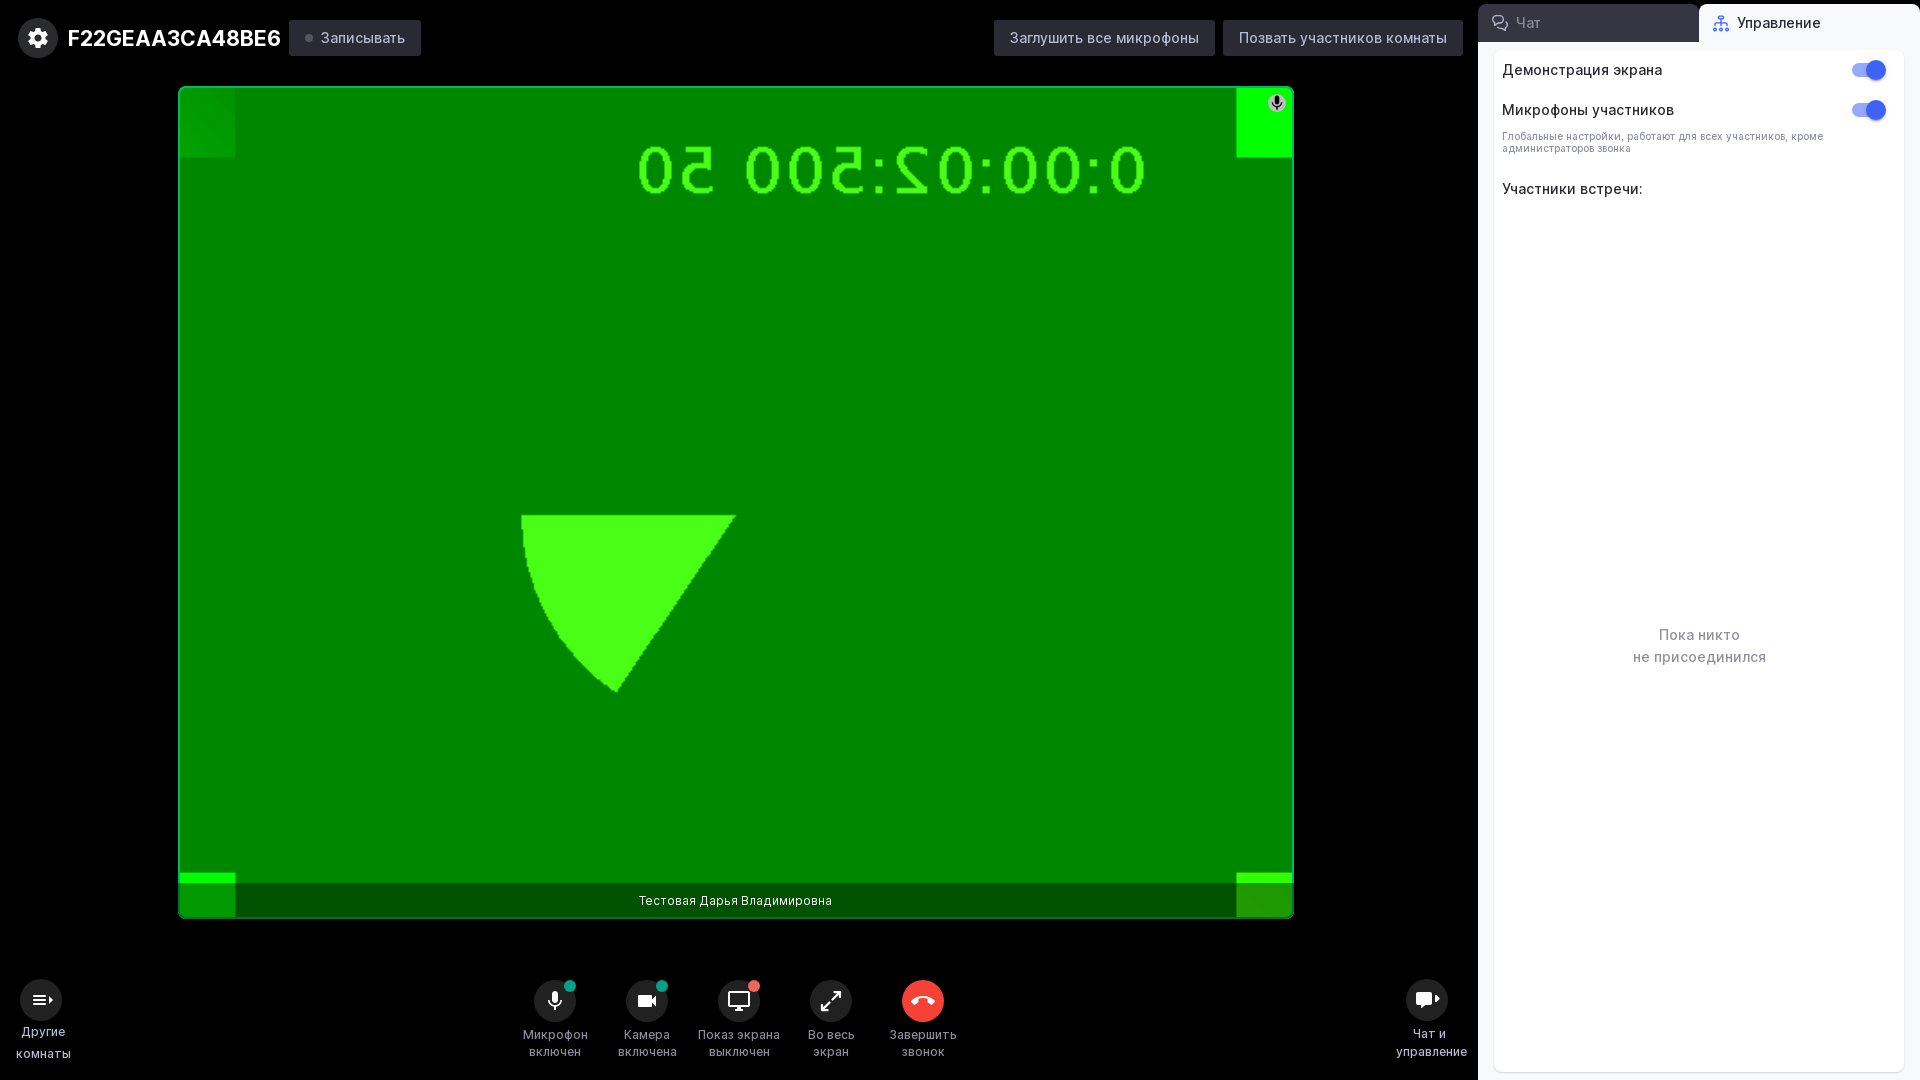 F22GEAA3CA48BE6
Записывать
Заглушить все микрофоны
Позвать участников комнаты
Чат
Управление
Демонстрация экрана
Микрофоны участников
Глобальные настройки, работают для всех участников, кроме
администраторов звонка
Участники встречи:
Пока никто
не присоединился
0:00:02:500 50
Тестовая Дарья Владимировна
Другие
комнаты
Микрофон
включен
Камера
включена
Показ экрана
выключен
Во весь
экран
Завершить
звонок
Чат и
управление